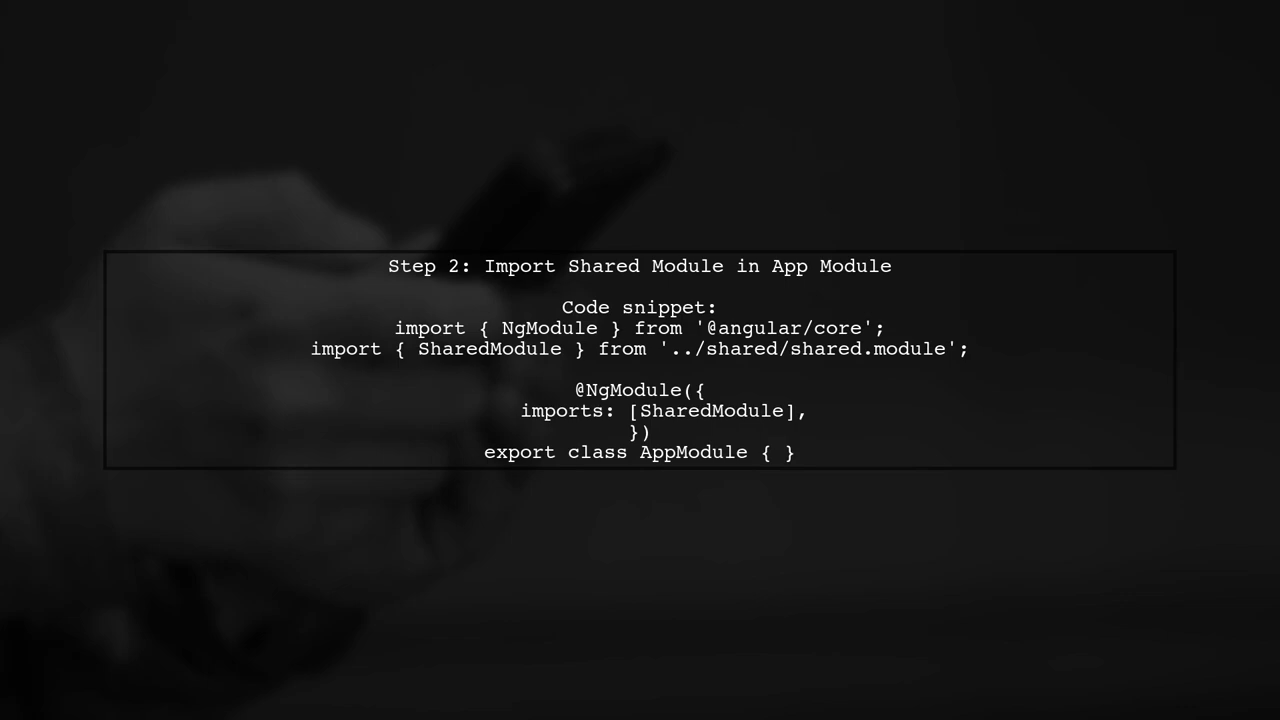 Step 2: Import Shared Module in App Module
Code snippet:
import { NgModule } from '@angular/core';
import { SharedModule } from '../shared/shared.module';
@NgModule({
imports: [SharedModule],
})
export class AppModule { }